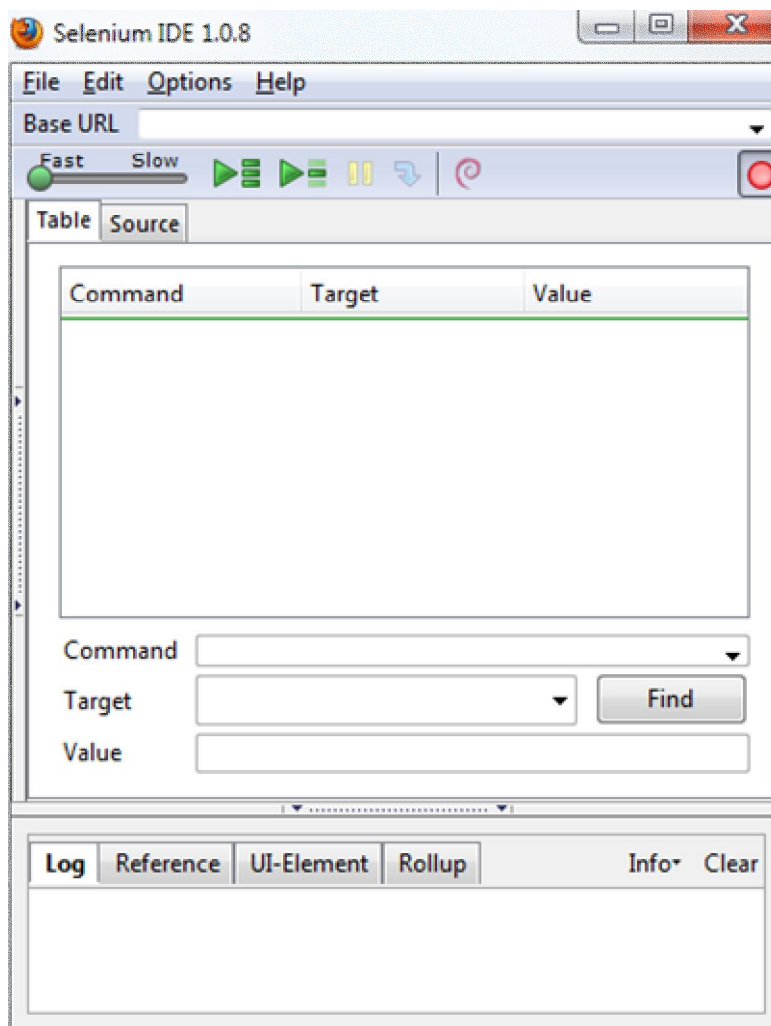 Selenium IDE 1.0.8
File Edit Options Help
Base URL
Fast Slow
Table Source
Command Target Value
Command
Target Find
Value
Log Reference UI-Element Rollup Info Clear